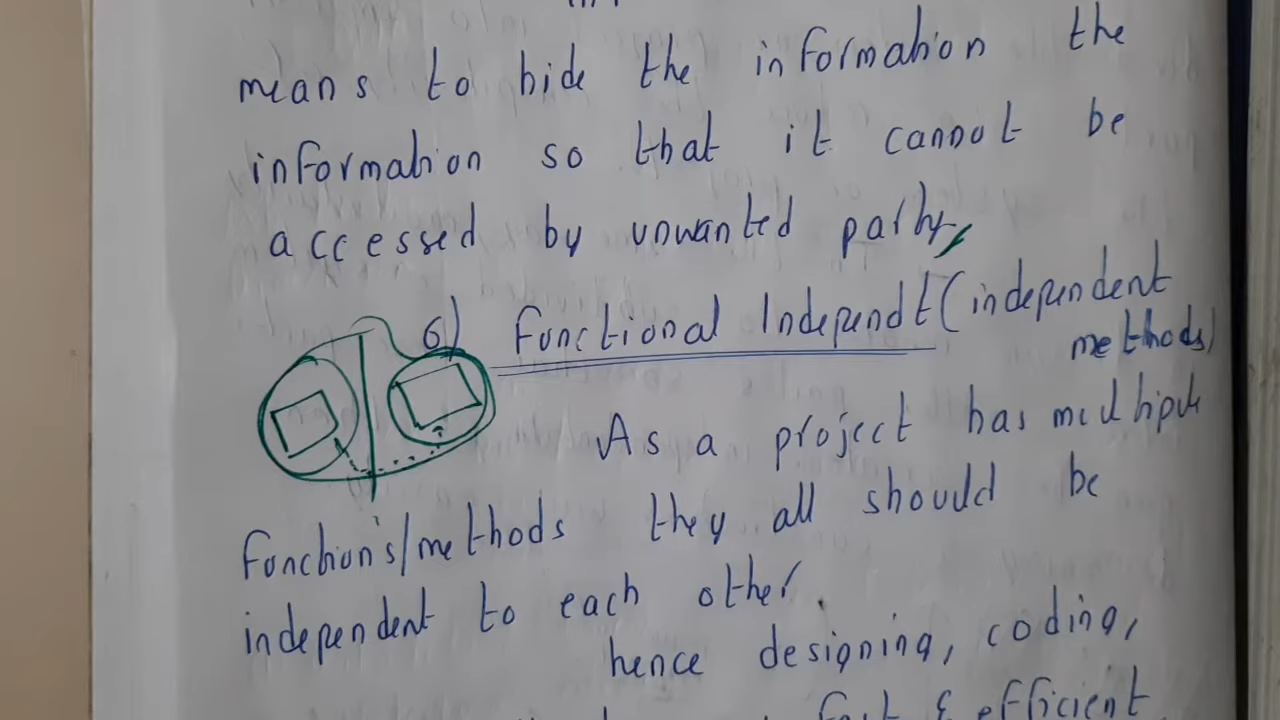 means to hide the information the
information so that it cannot be
accessed by unwanted party,
6) Functional Independt (independent
methods)
As a project has multiple
functions/methods they all should be
independent to each other.
hence designing, coding,
fast & efficient